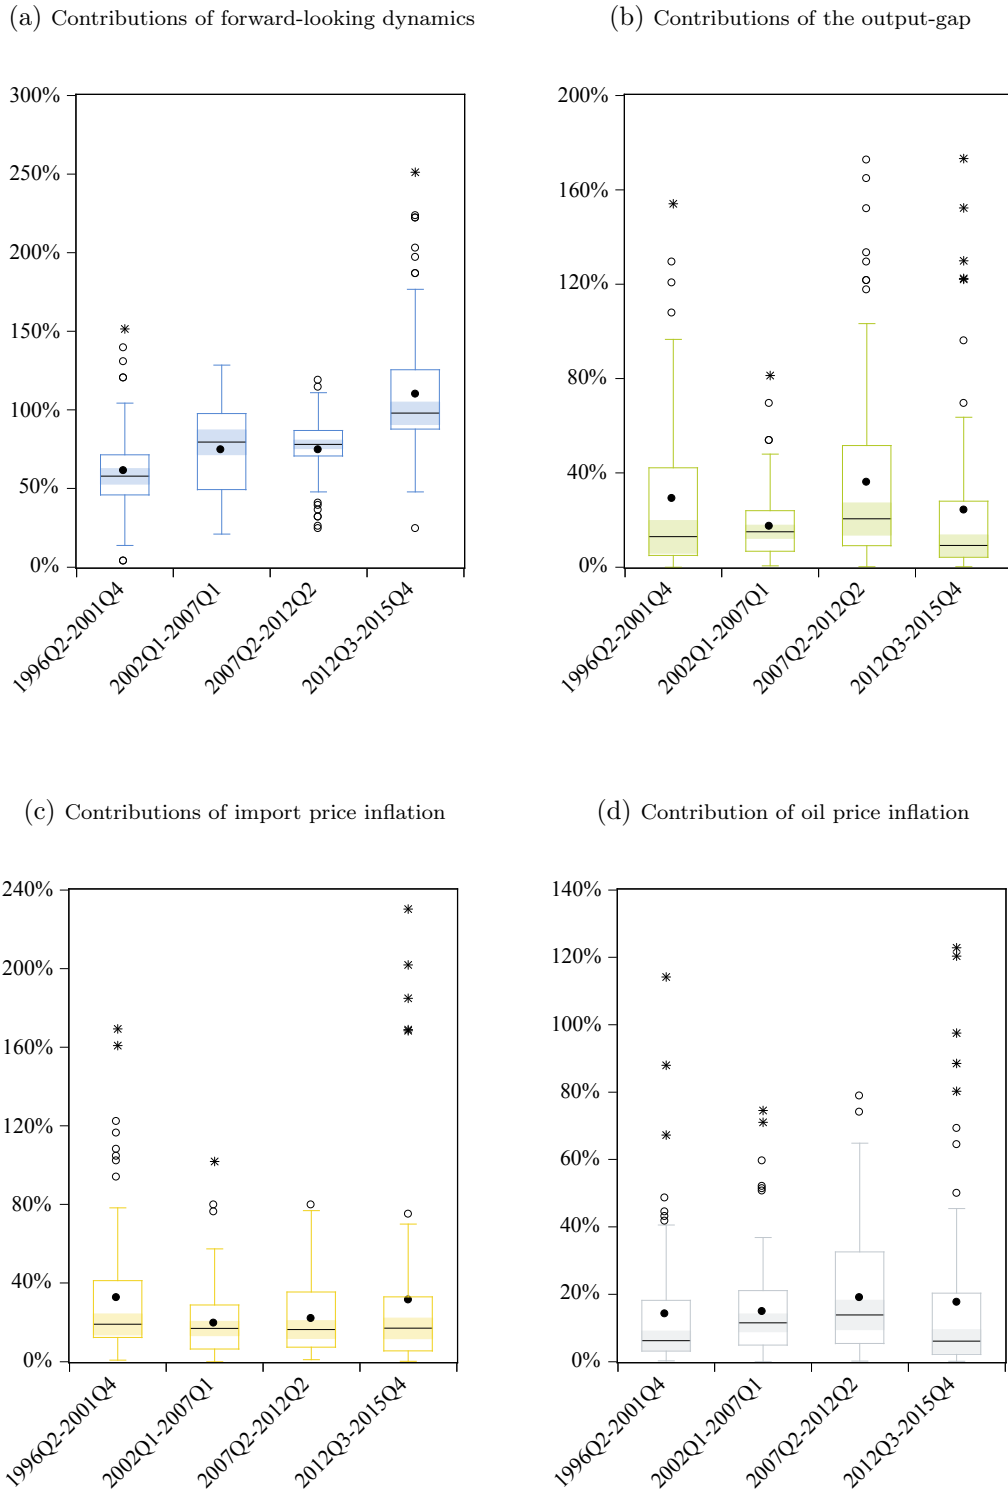 (a) Contributions of forward-looking dynamics
300%
250%
200%
150%
100%
50%
0%
1996Q2-2001Q4
2002Q1-2007Q1
2007Q2-2012Q2
2012Q3-2015Q4
(b) Contributions of the output-gap
200%
160%
120%
80%
40%
0%
1996Q2-2001Q4
2002Q1-2007Q1
2007Q2-2012Q2
2012Q3-2015Q4
(c) Contributions of import price inflation
240%
200%
160%
120%
80%
40%
0%
1996Q2-2001Q4
2002Q1-2007Q1
2007Q2-2012Q2
2012Q3-2015Q4
(d) Contribution of oil price inflation
140%
120%
100%
80%
60%
40%
20%
0%
1996Q2-2001Q4
2002Q1-2007Q1
2007Q2-2012Q2
2012Q3-2015Q4